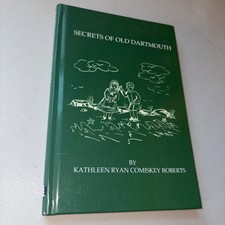 SECRETS OF OLD DARTMOUTH
BY
KATHLEEN RYAN COMISKEY ROBERTS